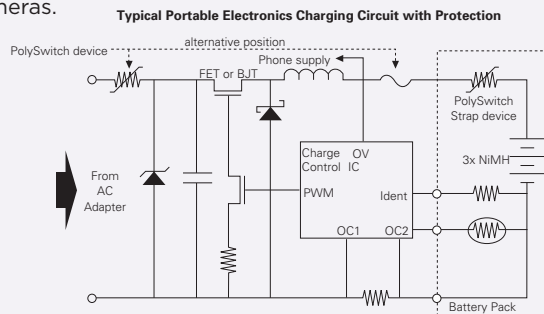 neras.
Typical Portable Electronics Charging Circuit with Protection
PolySwitch device
alternative position
Phone supply
FET or BJT
PolySwitch
Strap device
Charge OV
Control IC
3x NiMH
From
AC
Adapter
PWM
Ident
OC1 OC2
Battery Pack